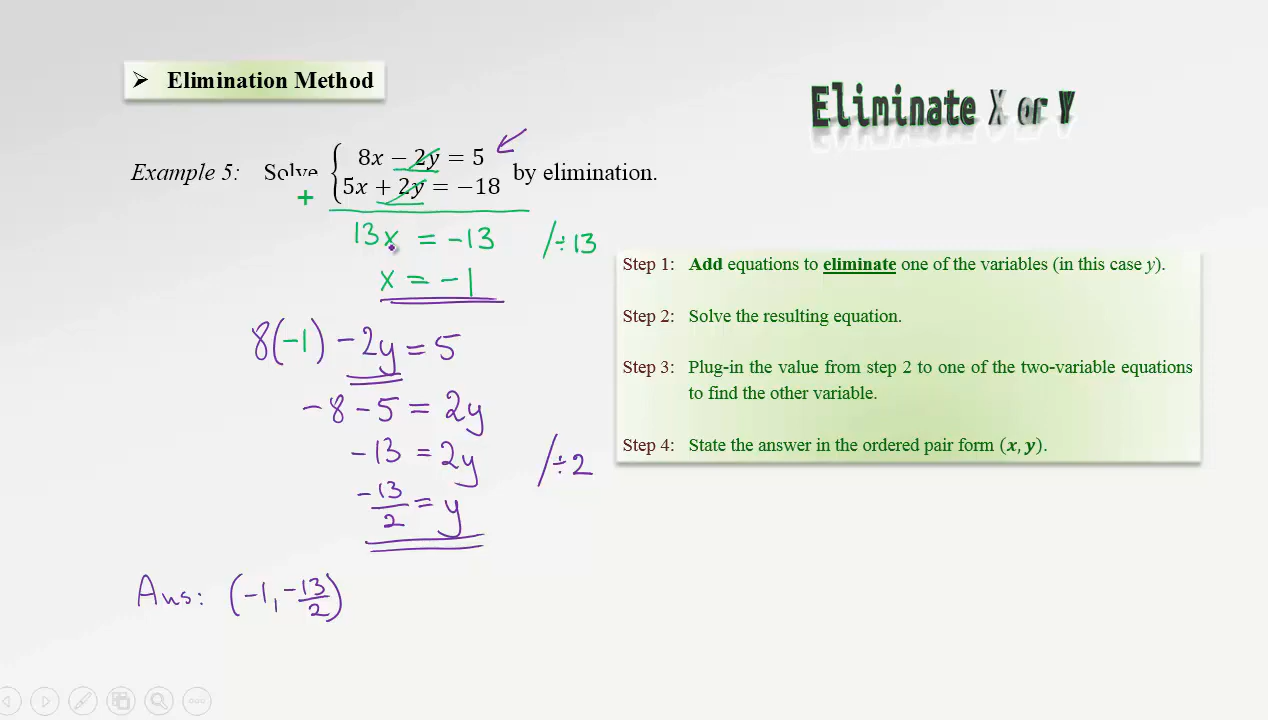 ➢ Elimination Method
Eliminate X or Y
Example 5: Solve { 8x − 2y = 5
5x + 2y = −18 by elimination.
+
13x = -13 /÷13
x = -1
8(-1) -2y = 5
-8 -5 = 2y
-13 = 2y /÷2
-13/2 = y
Ans: (-1, -13/2)
Step 1: Add equations to eliminate one of the variables (in this case y).
Step 2: Solve the resulting equation.
Step 3: Plug-in the value from step 2 to one of the two-variable equations
to find the other variable.
Step 4: State the answer in the ordered pair form (x, y).